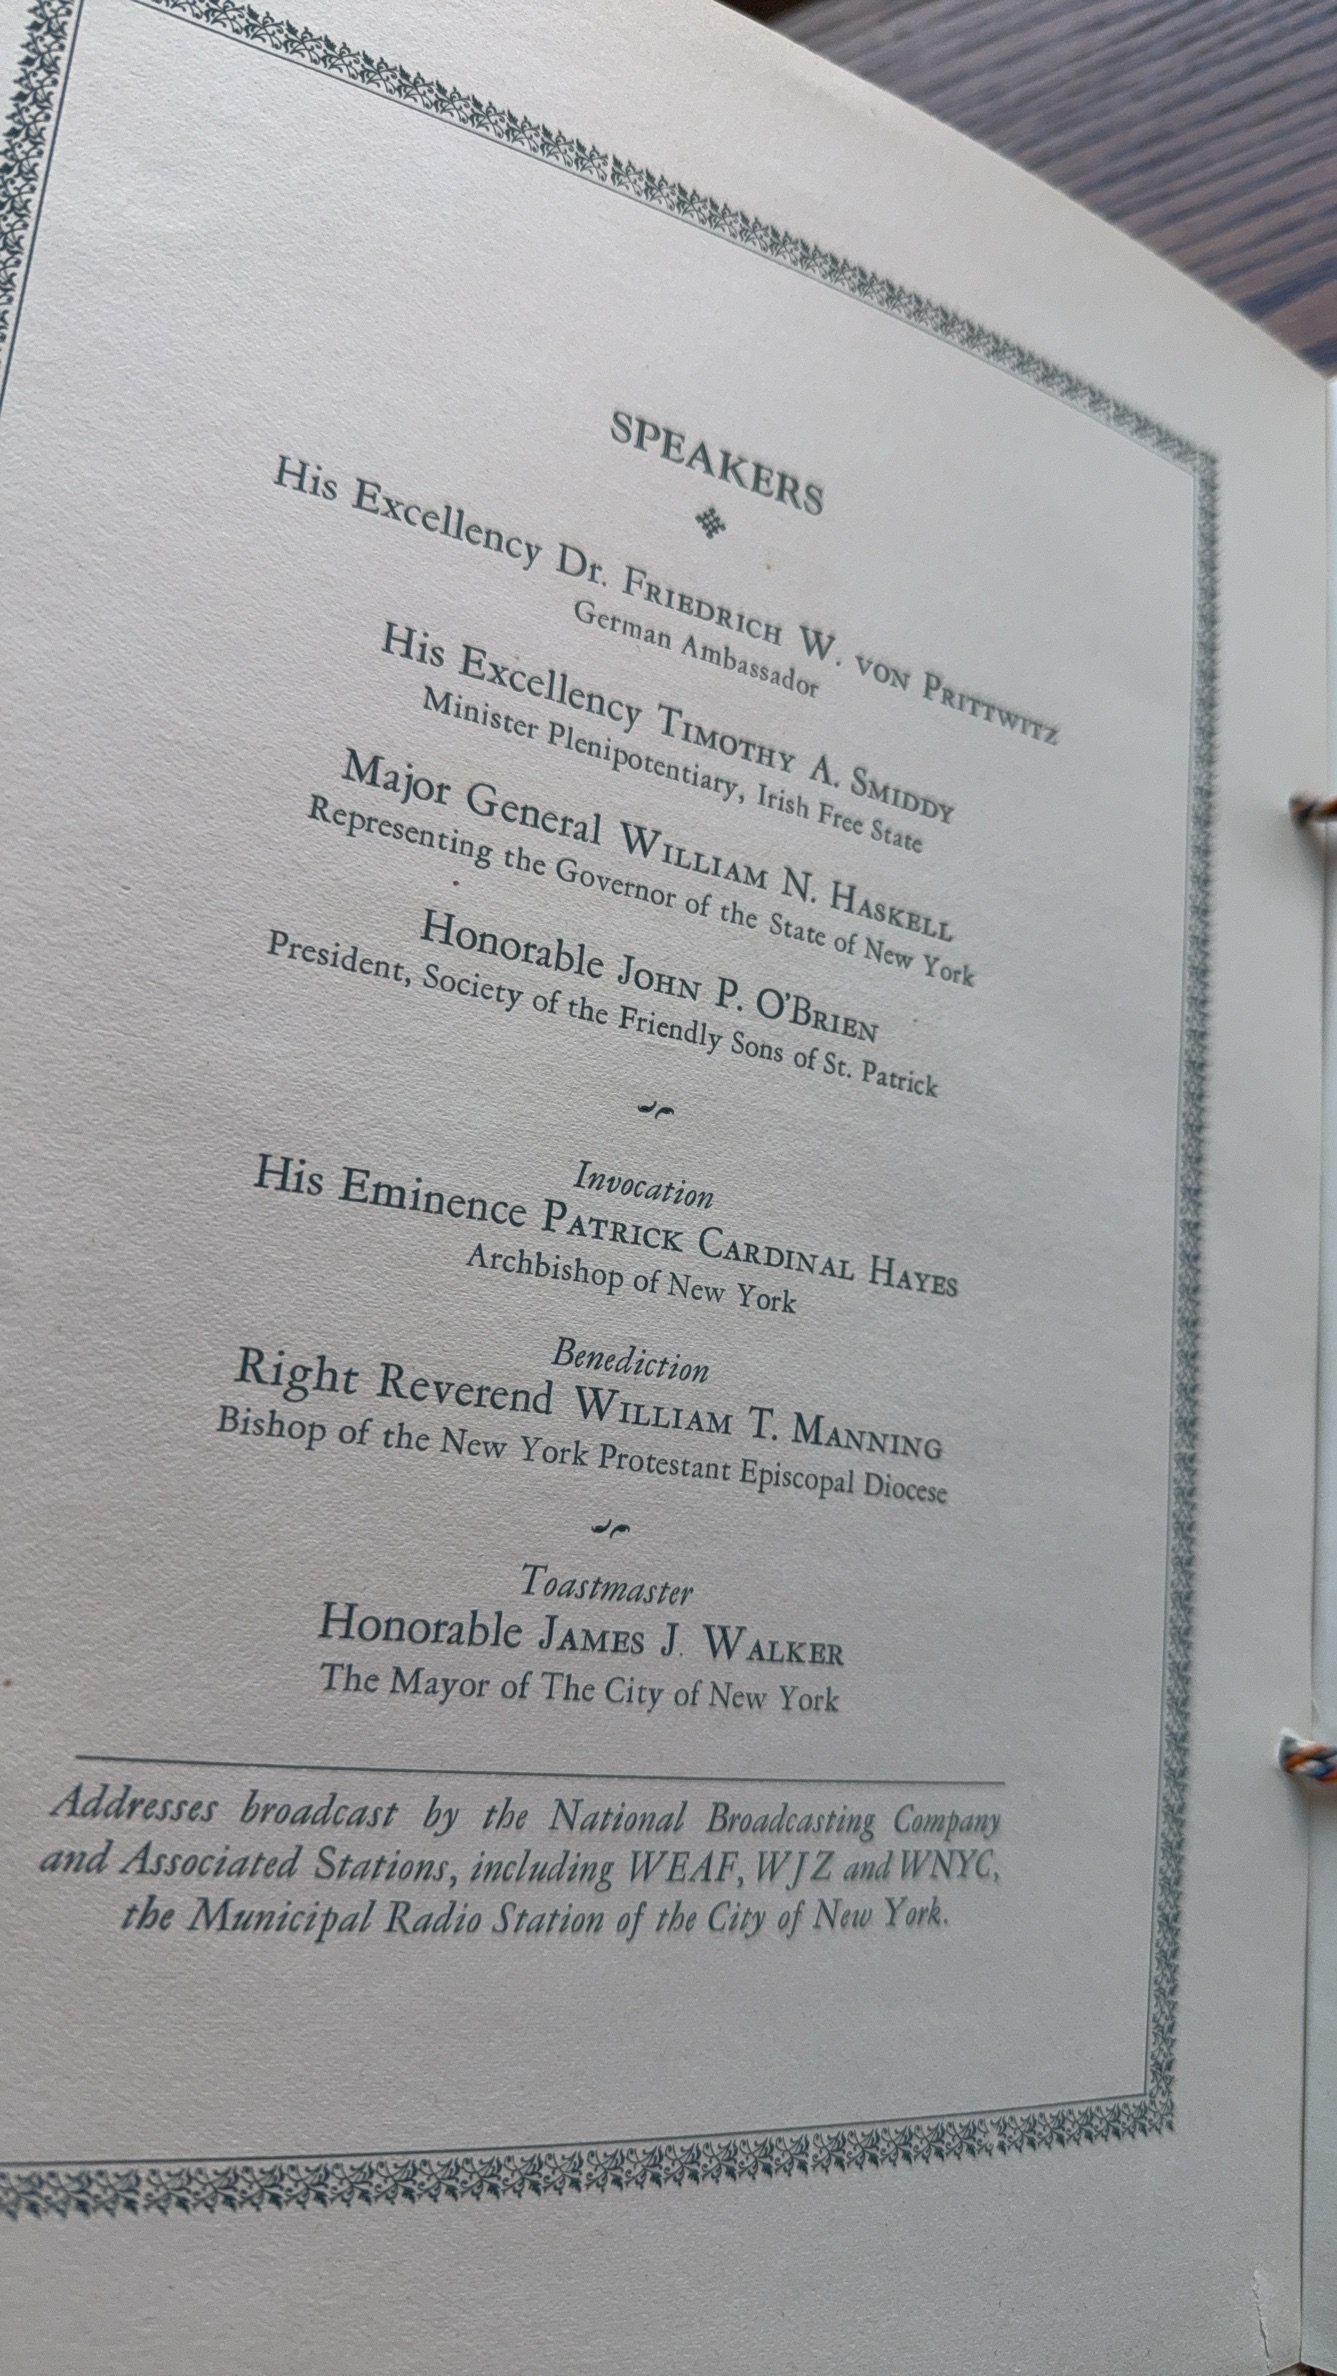 SPEAKERS
His Excellency Dr. FRIEDRICH W. VON PRITTWITZ
German Ambassador
His Excellency TIMOTHY A. SMIDDY
Minister Plenipotentiary, Irish Free State
Major General WILLIAM N. HASKELL
Representing the Governor of the State of New York
Honorable JOHN P. O'BRIEN
President, Society of the Friendly Sons of St. Patrick
Invocation
His Eminence PATRICK CARDINAL HAYES
Archbishop of New York
Benediction
Right Reverend WILLIAM T. MANNING
Bishop of the New York Protestant Episcopal Diocese
Toastmaster
Honorable JAMES J. WALKER
The Mayor of The City of New York
Addresses broadcast by the National Broadcasting Company
and Associated Stations, including WEAF, WJZ and WNYC,
the Municipal Radio Station of the City of New York.